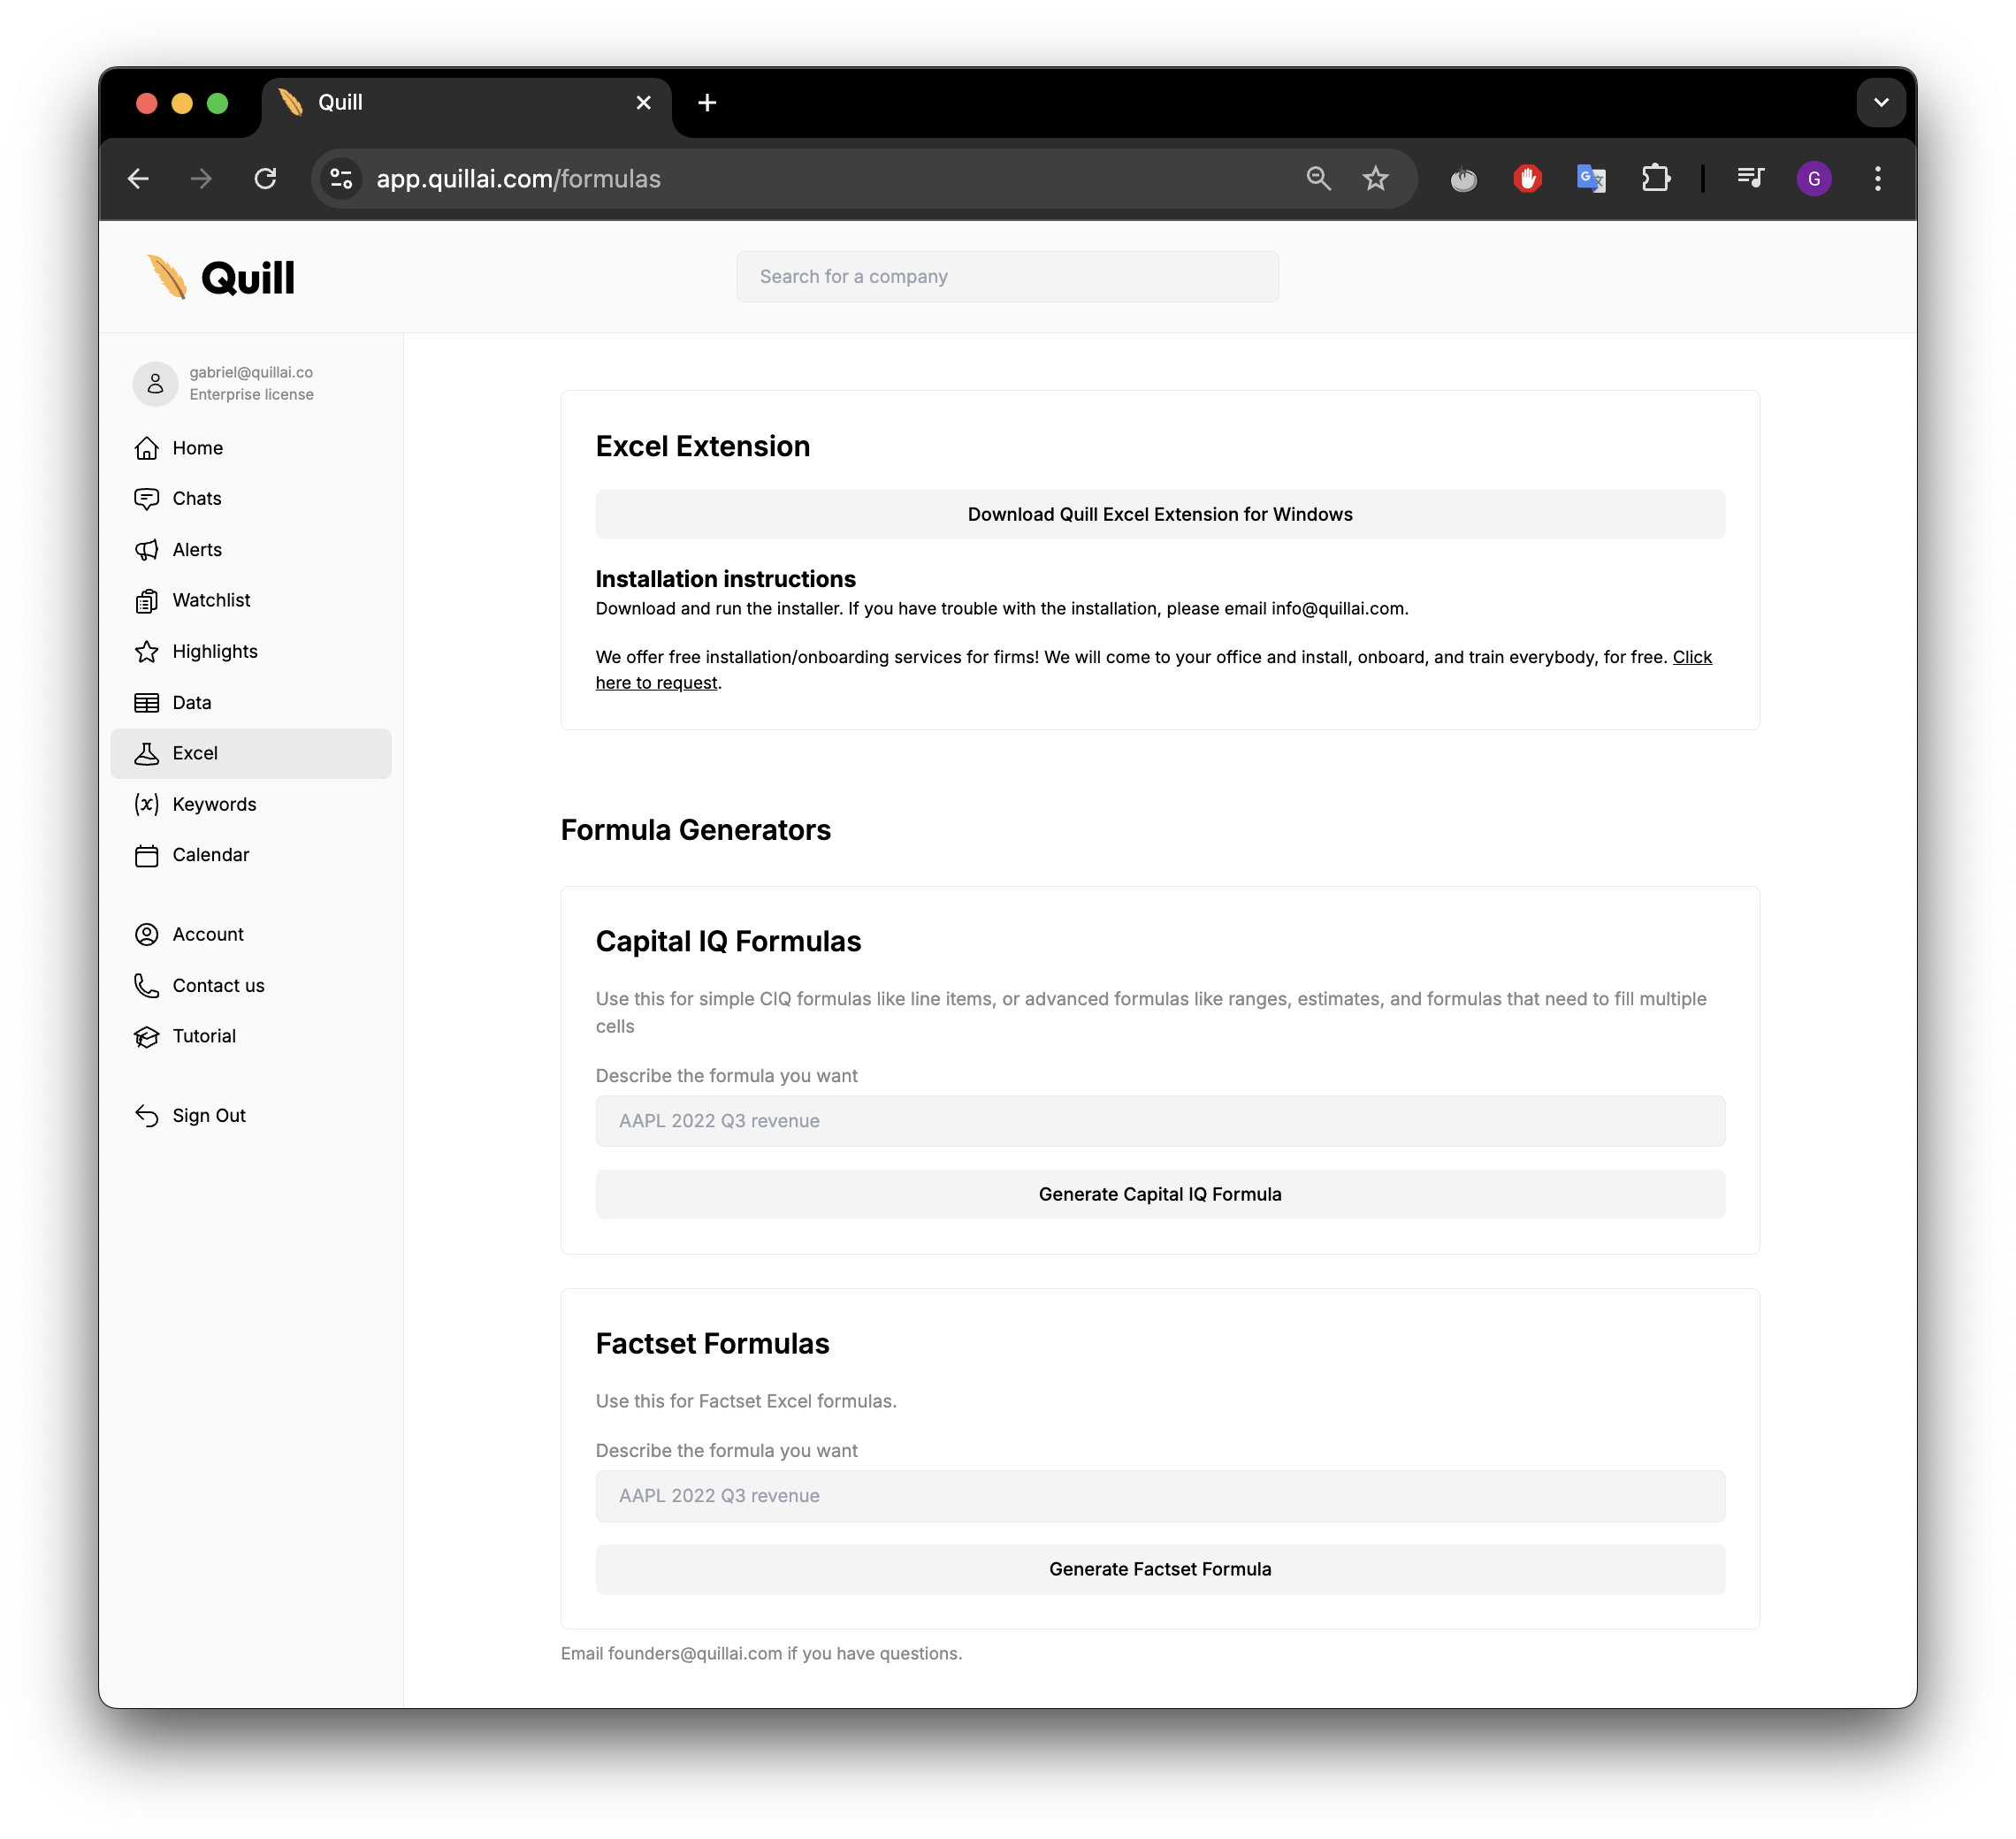 Quill
app.quillai.com/formulas
G
Quill
Search for a company
gabriel@quillai.co
Enterprise license
Home
Chats
Alerts
Watchlist
Highlights
Data
Excel
Keywords
Calendar
Account
Contact us
Tutorial
Sign Out
Excel Extension
Download Quill Excel Extension for Windows
Installation instructions
Download and run the installer. If you have trouble with the installation, please email info@quillai.com.
We offer free installation/onboarding services for firms! We will come to your office and install, onboard, and train everybody, for free. Click
here to request.
Formula Generators
Capital IQ Formulas
Use this for simple CIQ formulas like line items, or advanced formulas like ranges, estimates, and formulas that need to fill multiple
cells
Describe the formula you want
AAPL 2022 Q3 revenue
Generate Capital IQ Formula
Factset Formulas
Use this for Factset Excel formulas.
Describe the formula you want
AAPL 2022 Q3 revenue
Generate Factset Formula
Email founders@quillai.com if you have questions.